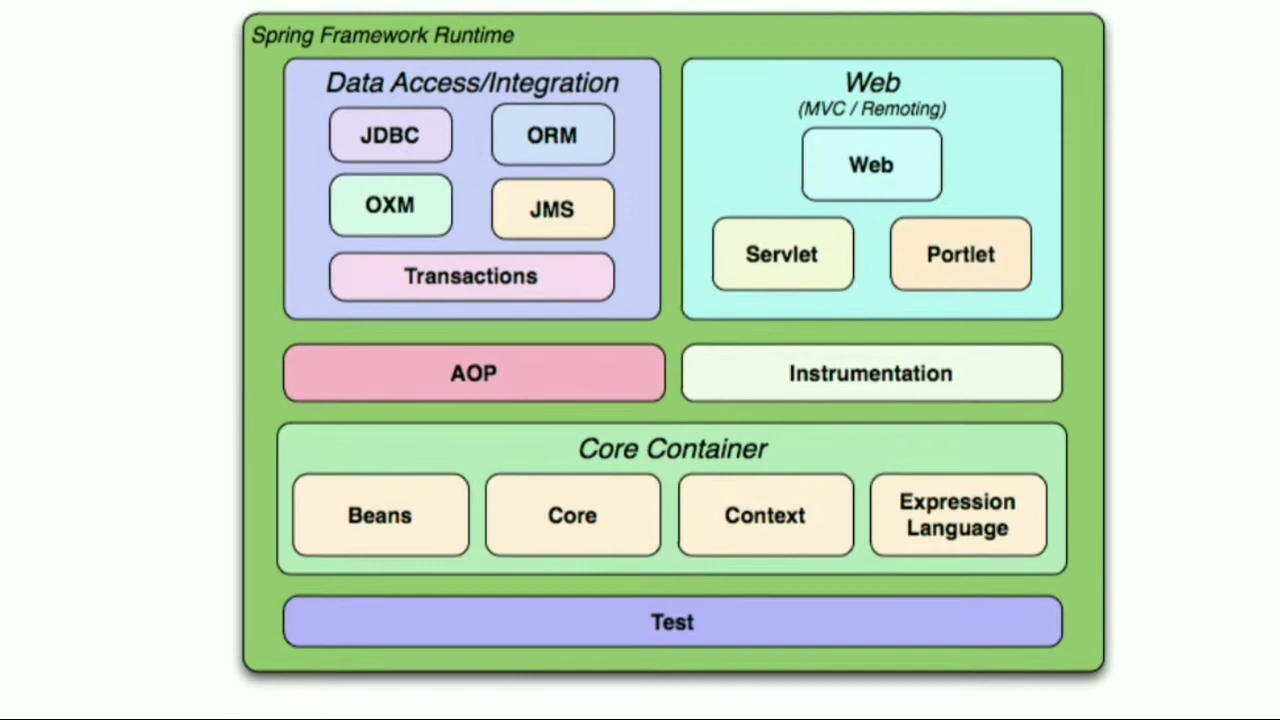 Spring Framework Runtime
Data Access/Integration
JDBC
ORM
OXM
JMS
Transactions
Web
(MVC / Remoting)
Web
Servlet
Portlet
AOP
Instrumentation
Core Container
Beans
Core
Context
Expression
Language
Test